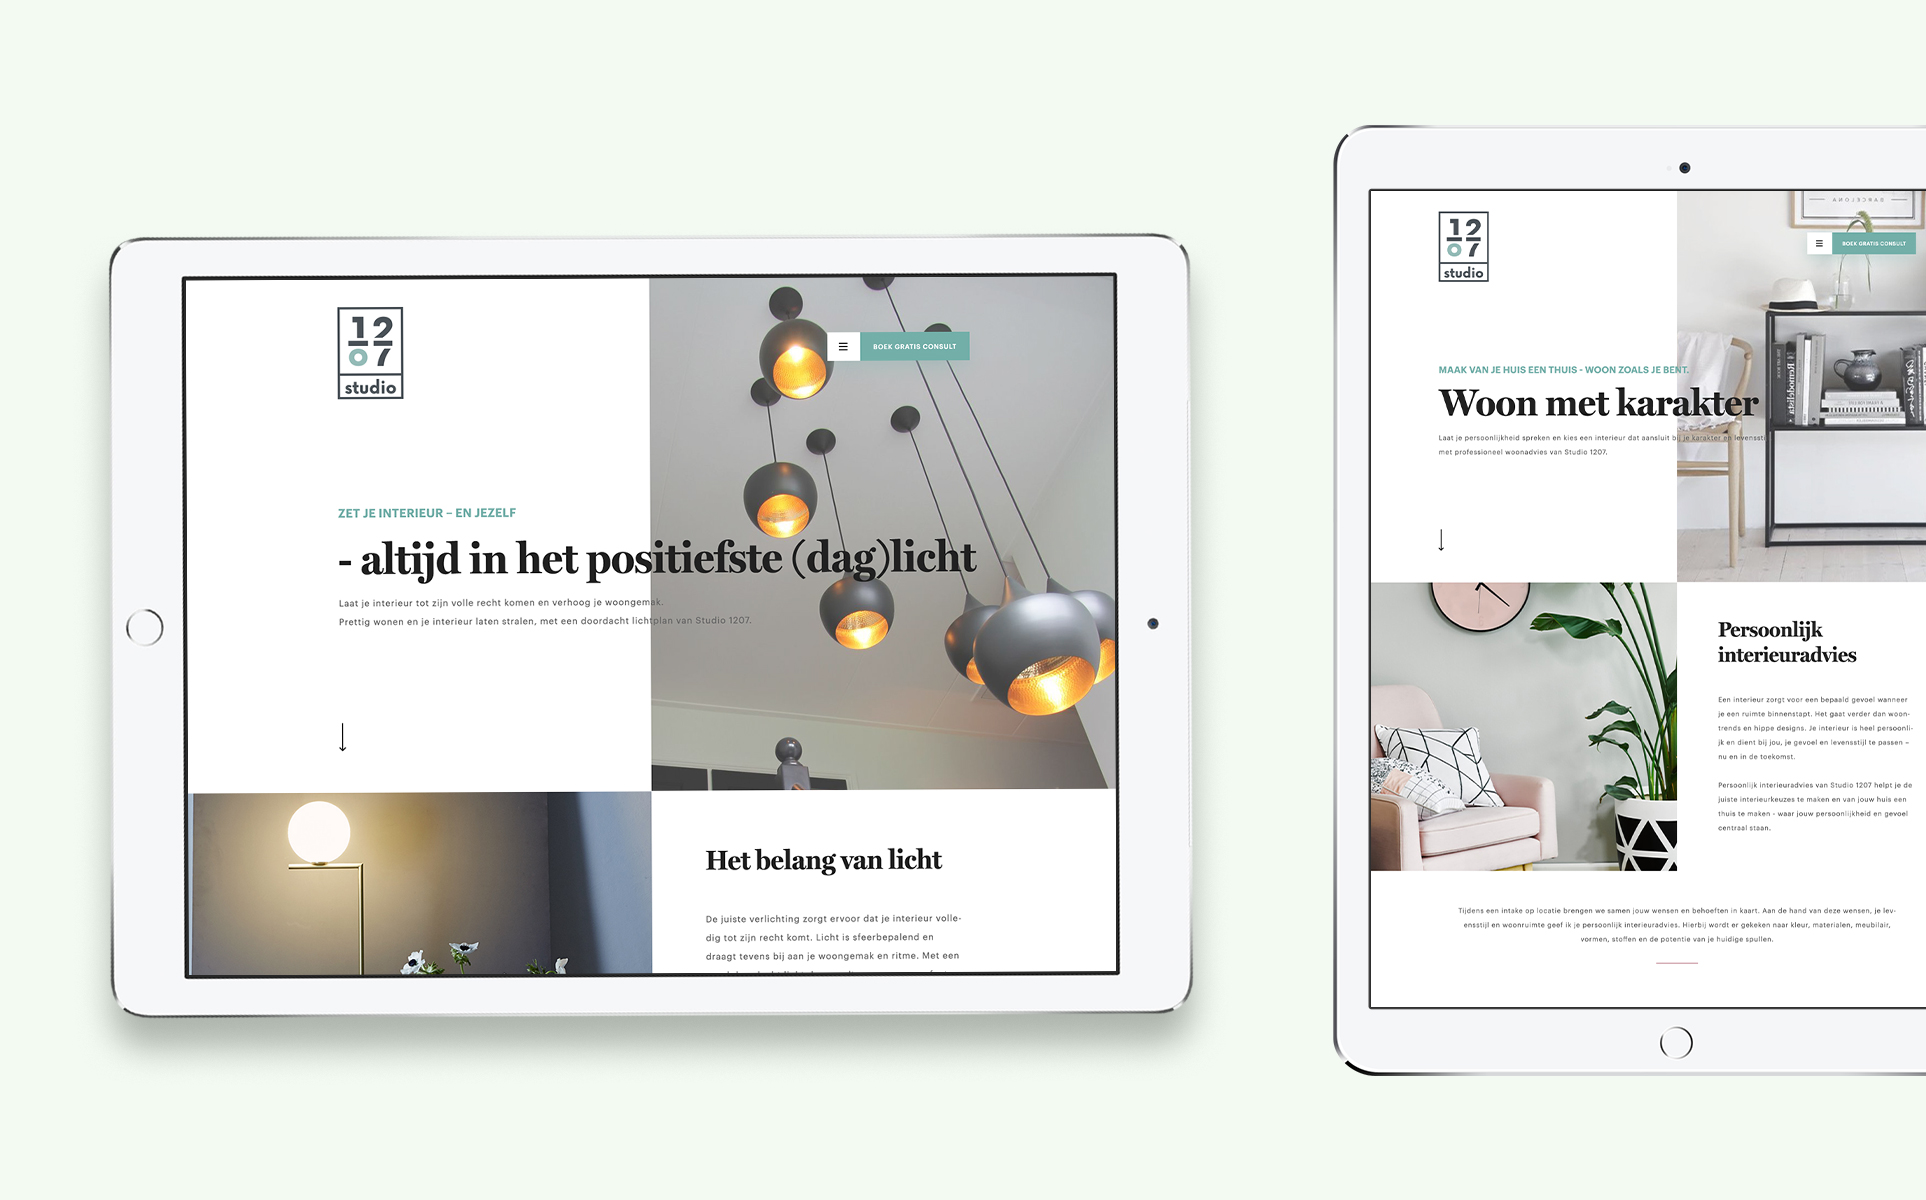 12
07
studio
BOEK GRATIS CONSULT
ZET JE INTERIEUR – EN JEZELF
- altijd in het positiefste (dag)licht
Laat je interieur tot zijn volle recht komen en verhoog je woongemak.
Prettig wonen en je interieur laten stralen, met een doordacht lichtplan van Studio 1207.
Het belang van licht
De juiste verlichting zorgt ervoor dat je interieur volle-
dig tot zijn recht komt. Licht is sfeerbepalend en
draagt tevens bij aan je woongemak en ritme. Met een
12
07
studio
BARCELONA
BOEK GRATIS CONSULT
MAAK VAN JE HUIS EEN THUIS - WOON ZOALS JE BENT.
Woon met karakter
Laat je persoonlijkheid spreken en kies een interieur dat aansluit bij je karakter en
met professioneel woonadvies van Studio 1207.
Persoonlijk
interieuradvies
Een interieur zorgt voor een bepaald gevoel wanneer
je een ruimte binnenstapt. Het gaat verder dan woon-
trends en hippe designs. Je interieur is heel persoonli-
jk en dient bij jou, je gevoel en levensstijl te passen –
nu en in de toekomst.
Persoonlijk interieuradvies van Studio 1207 helpt je de
juiste interieurkeuzes te maken en van jouw huis een
thuis te maken - waar jouw persoonlijkheid en gevoel
centraal staan.
Tijdens een intake op locatie brengen we samen jouw wensen en behoeften in kaart. Aan de hand van deze wensen, je lev-
ensstijl en woonruimte geef ik je persoonlijk interieuradvies. Hierbij wordt er gekeken naar kleur, materialen, meubilair,
vormen, stoffen en de potentie van je huidige spullen.